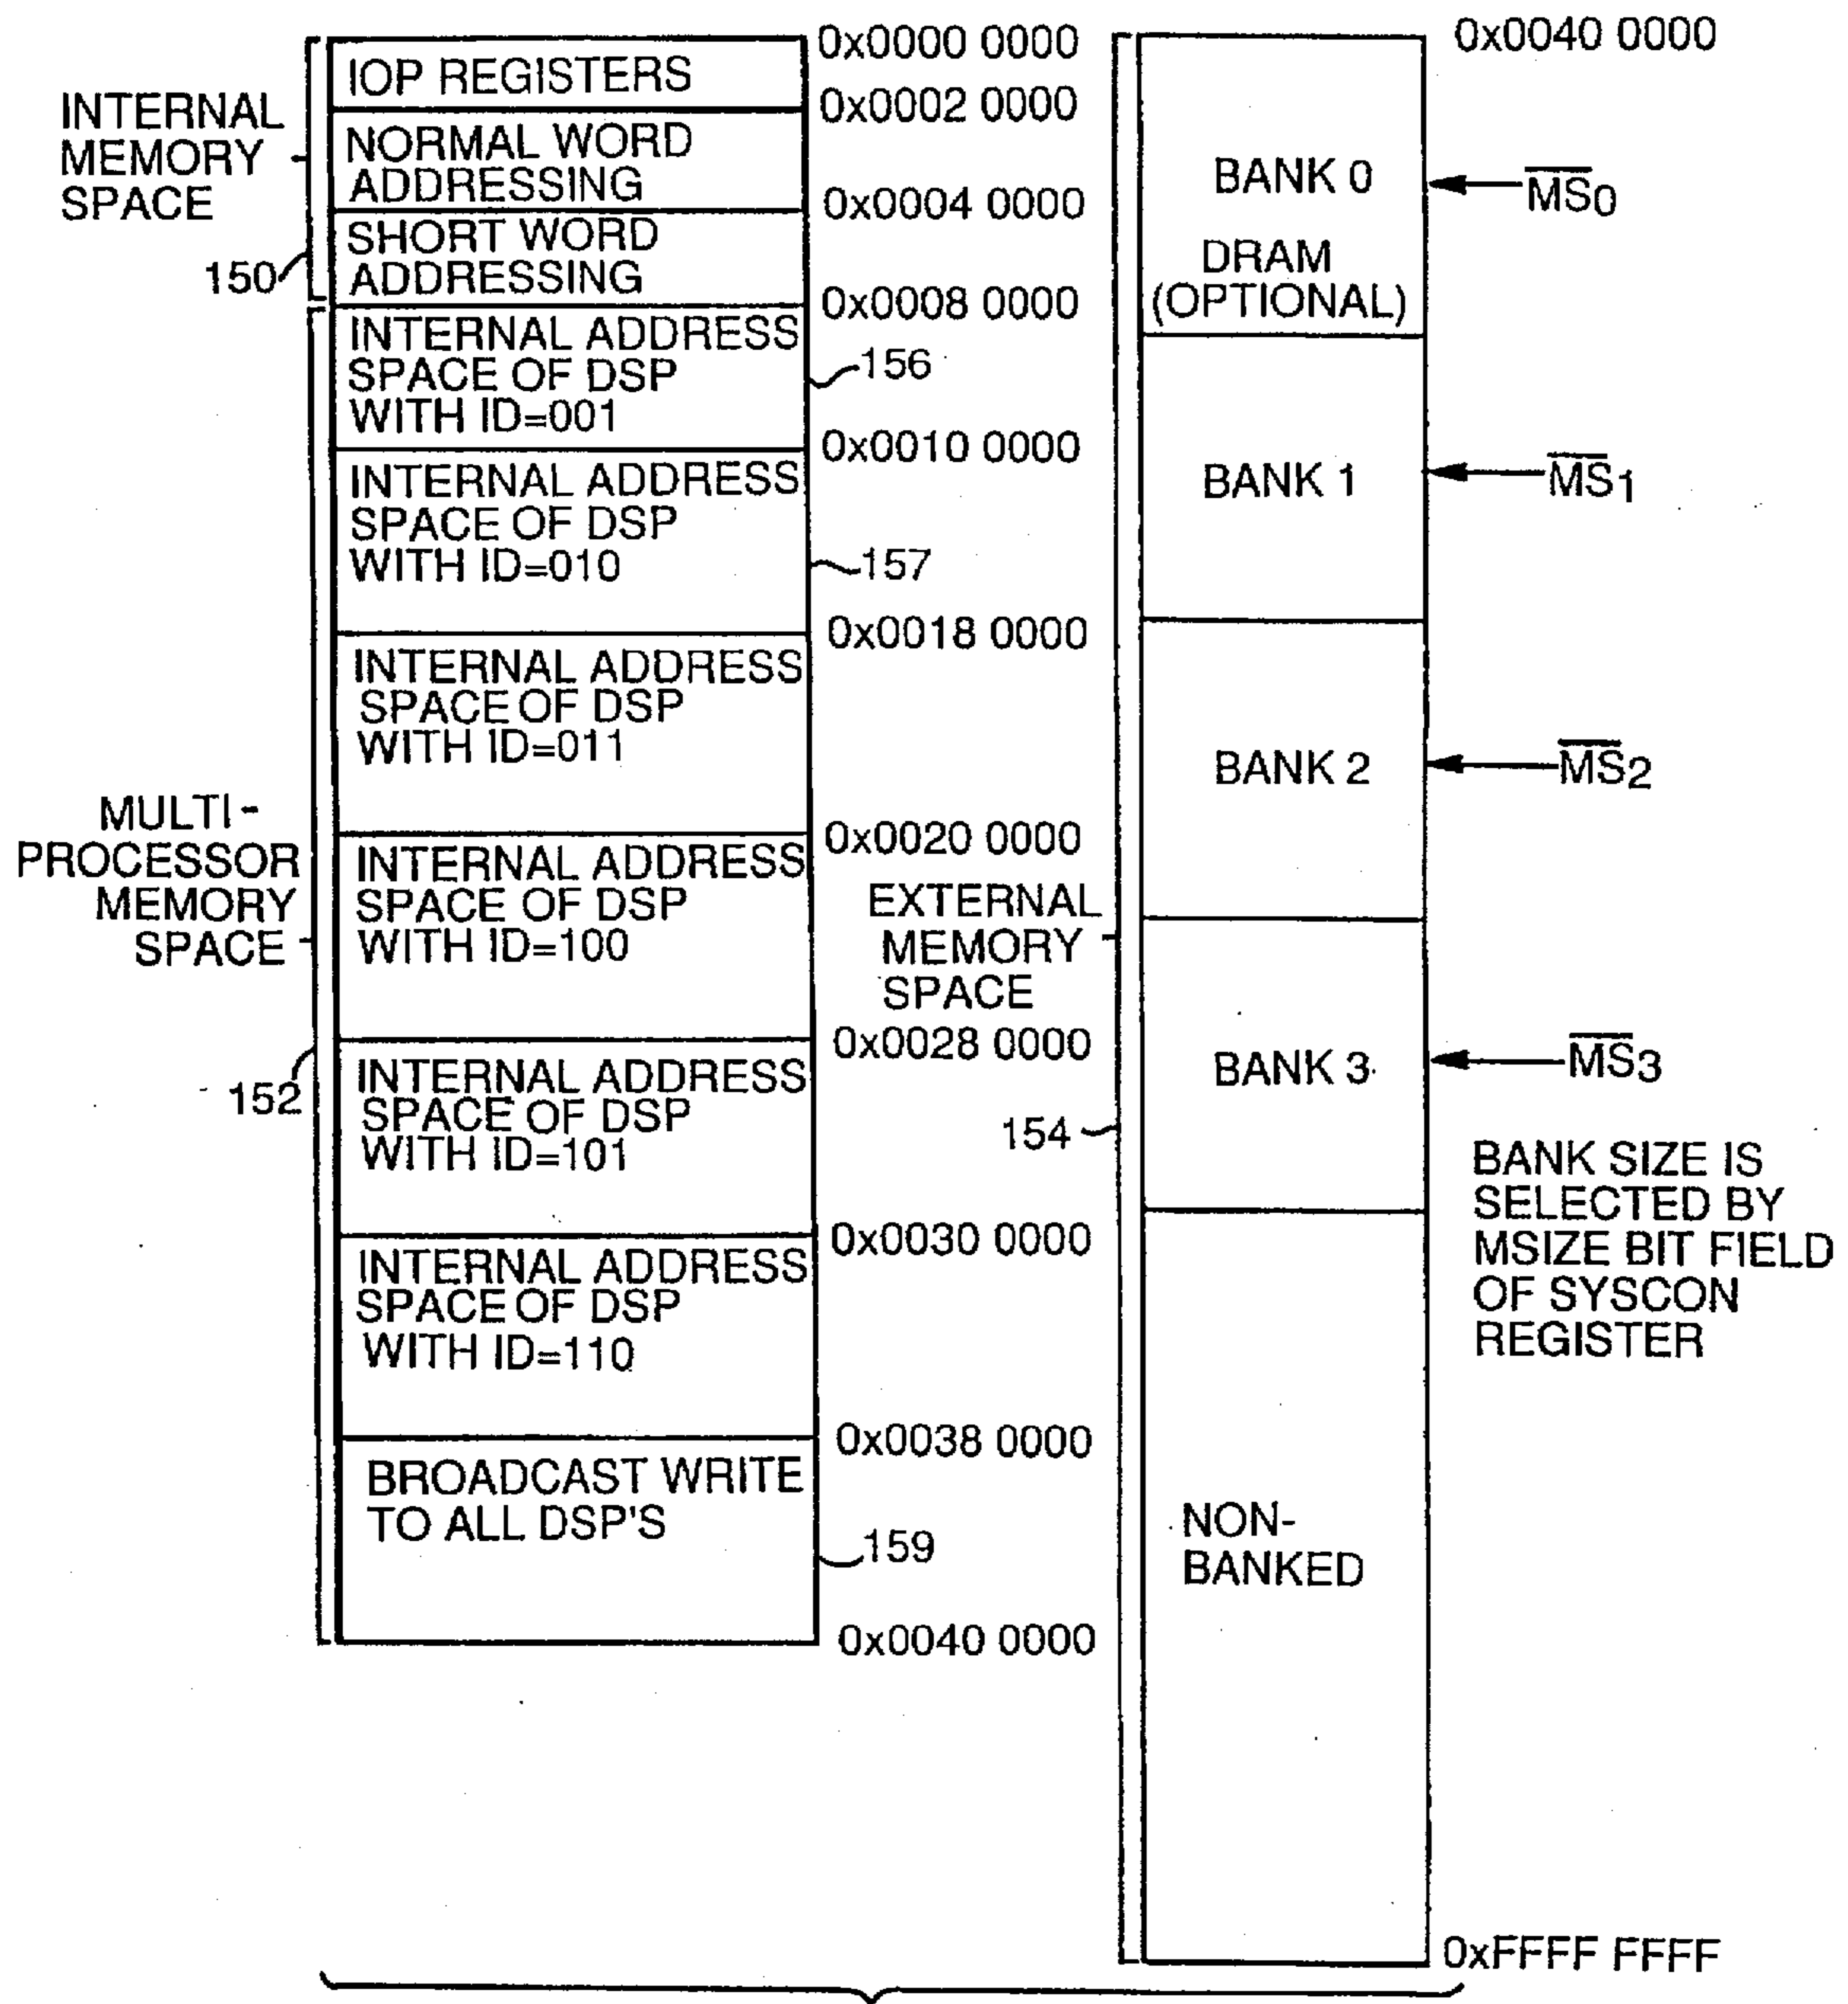 INTERNAL
MEMORY
SPACE
150
0x0000 0000
IOP REGISTERS
0x0002 0000
NORMAL WORD
ADDRESSING
0x0004 0000
SHORT WORD
ADDRESSING
0x0008 0000
MULTI-
PROCESSOR
MEMORY
SPACE
152
INTERNAL ADDRESS
SPACE OF DSP
WITH ID=001
156
0x0010 0000
INTERNAL ADDRESS
SPACE OF DSP
WITH ID=010
157
0x0018 0000
INTERNAL ADDRESS
SPACE OF DSP
WITH ID=011
0x0020 0000
INTERNAL ADDRESS
SPACE OF DSP
WITH ID=100
0x0028 0000
INTERNAL ADDRESS
SPACE OF DSP
WITH ID=101
0x0030 0000
INTERNAL ADDRESS
SPACE OF DSP
WITH ID=110
0x0038 0000
BROADCAST WRITE
TO ALL DSP'S
159
0x0040 0000
EXTERNAL
MEMORY
SPACE
154
0x0040 0000
BANK 0
DRAM
(OPTIONAL)
M̅S̅0
BANK 1
M̅S̅1
BANK 2
M̅S̅2
BANK 3
M̅S̅3
BANK SIZE IS
SELECTED BY
MSIZE BIT FIELD
OF SYSCON
REGISTER
NON-
BANKED
0xFFFF FFFF